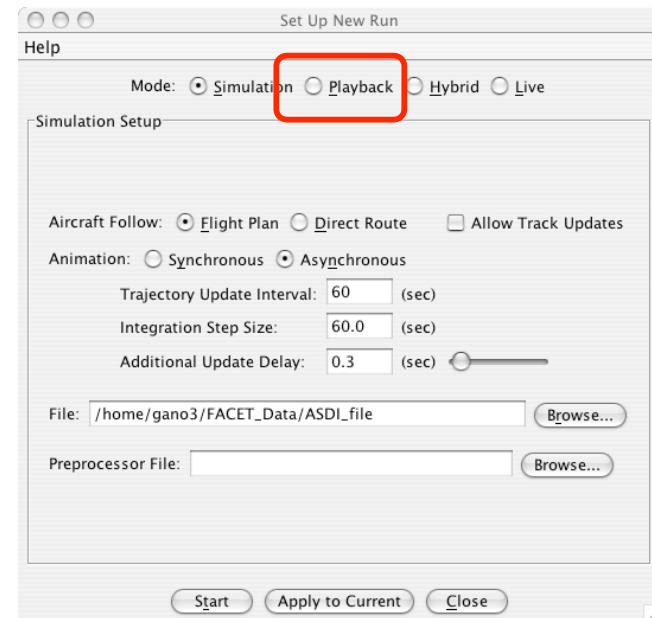 Set Up New Run
Help
Mode: Simulation Playback Hybrid Live
Simulation Setup
Aircraft Follow: Flight Plan Direct Route Allow Track Updates
Animation: Synchronous Asynchronous
Trajectory Update Interval: 60 (sec)
Integration Step Size: 60.0 (sec)
Additional Update Delay: 0.3 (sec)
File: /home/gano3/FACET_Data/ASDI_file Browse...
Preprocessor File: Browse...
Start Apply to Current Close